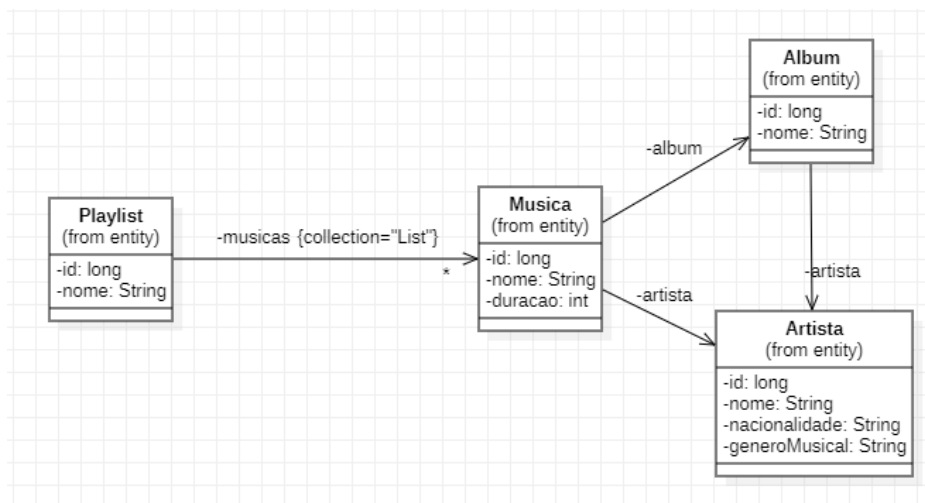 Playlist
(from entity)
-id: long
-nome: String
-musicas {collection="List"}
*
Musica
(from entity)
-id: long
-nome: String
-duracao: int
-album
Album
(from entity)
-id: long
-nome: String
-artista
-artista
Artista
(from entity)
-id: long
-nome: String
-nacionalidade: String
-generoMusical: String